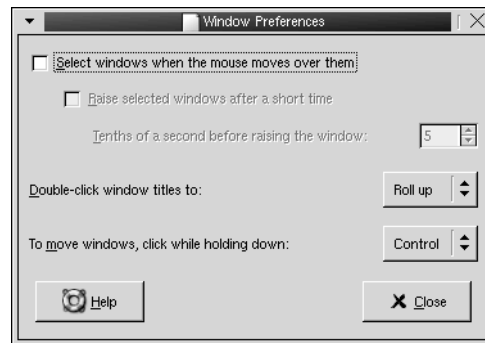 Window Preferences
Select windows when the mouse moves over them
Raise selected windows after a short time
Tenths of a second before raising the window: 5
Double-click window titles to: Roll up
To move windows, click while holding down: Control
Help Close